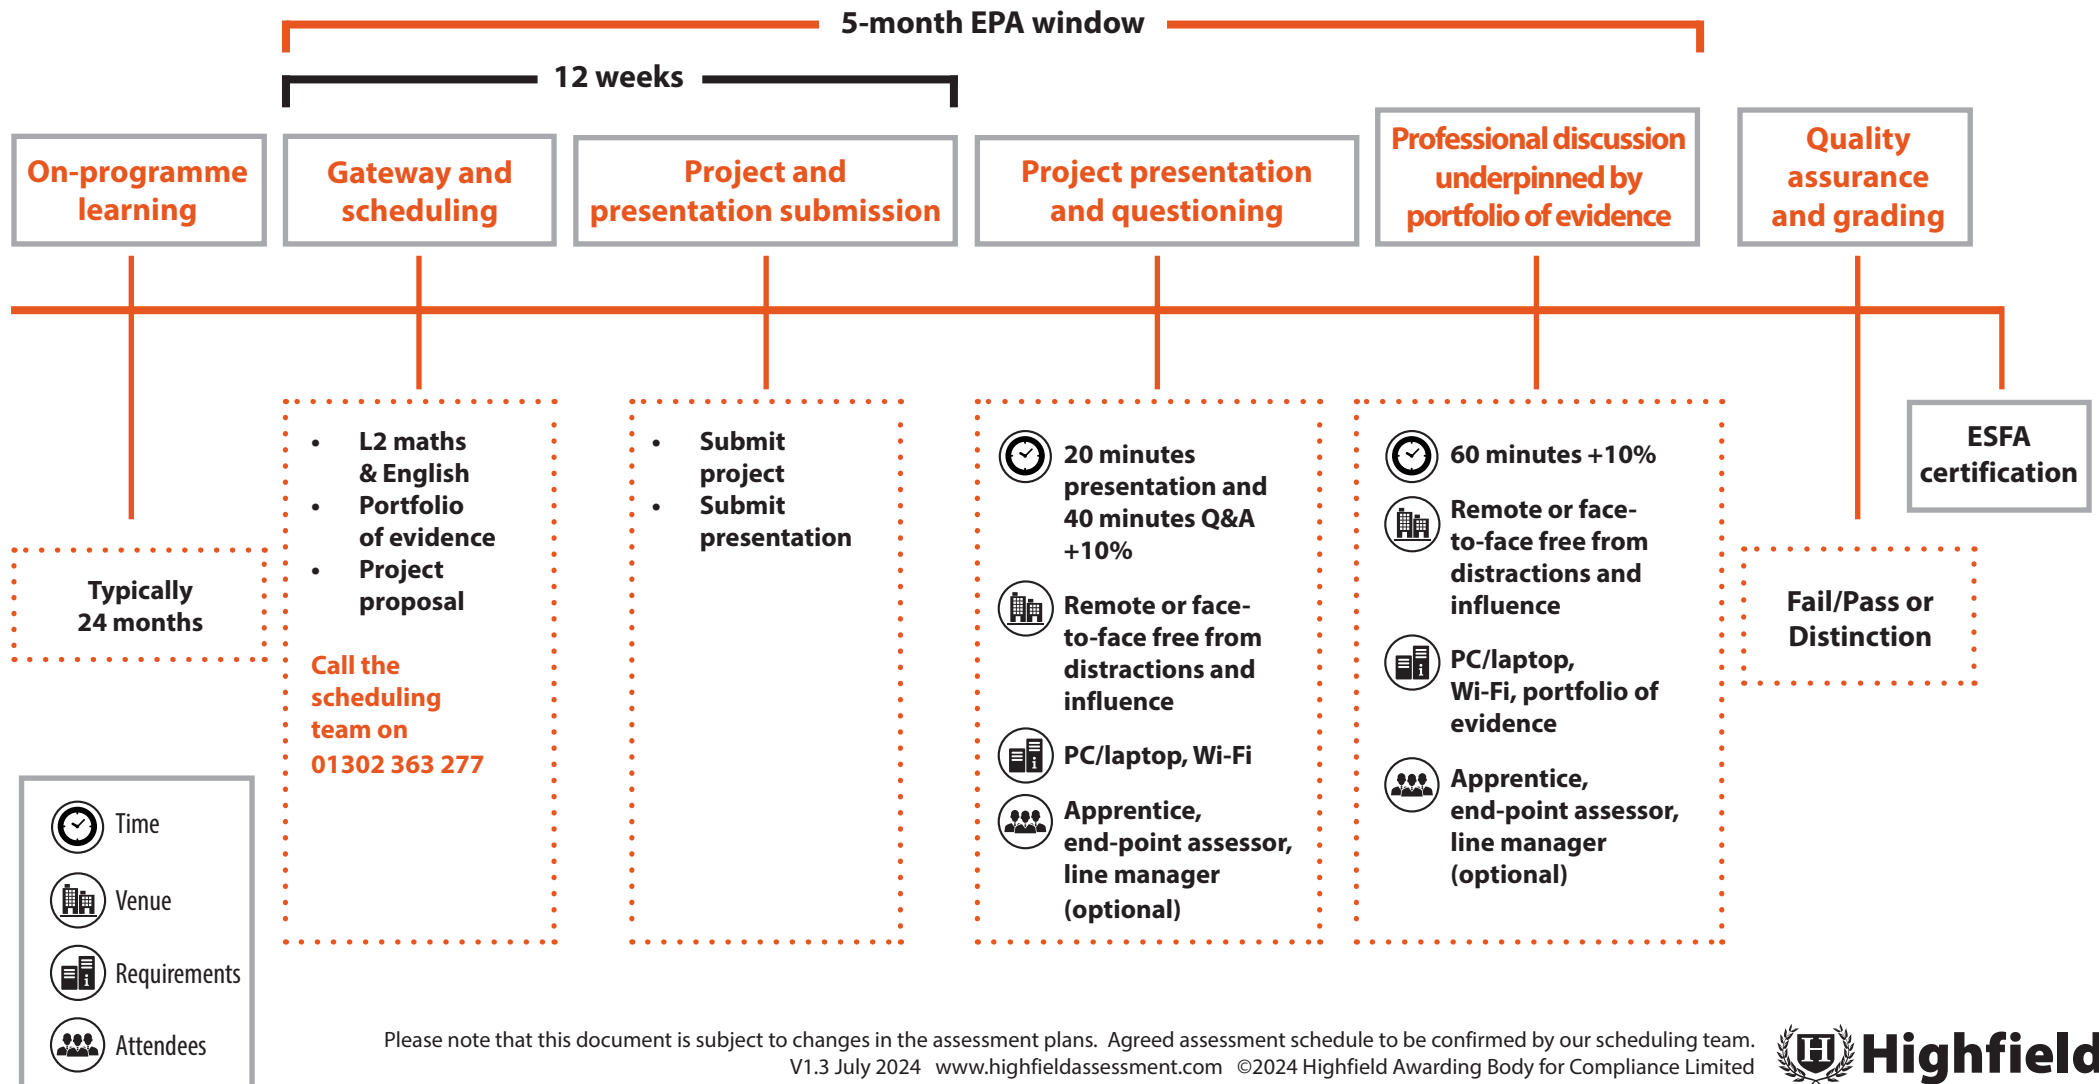 5-month EPA window
12 weeks
On-programme
learning
Gateway and
scheduling
Project and
presentation submission
Project presentation
and questioning
Professional discussion
underpinned by
portfolio of evidence
Quality
assurance
and grading
Typically
24 months
• L2 maths
& English
• Portfolio
of evidence
• Project
proposal
Call the
scheduling
team on
01302 363 277
• Submit
project
• Submit
presentation
20 minutes
presentation and
40 minutes Q&A
+10%
Remote or face-
to-face free from
distractions and
influence
PC/laptop, Wi-Fi
Apprentice,
end-point assessor,
line manager
(optional)
60 minutes +10%
Remote or face-
to-face free from
distractions and
influence
PC/laptop,
Wi-Fi, portfolio of
evidence
Apprentice,
end-point assessor,
line manager
(optional)
Fail/Pass or
Distinction
ESFA
certification
Time
Venue
Requirements
Attendees
Please note that this document is subject to changes in the assessment plans. Agreed assessment schedule to be confirmed by our scheduling team.
V1.3 July 2024 www.highfieldassessment.com ©2024 Highfield Awarding Body for Compliance Limited
H Highfield